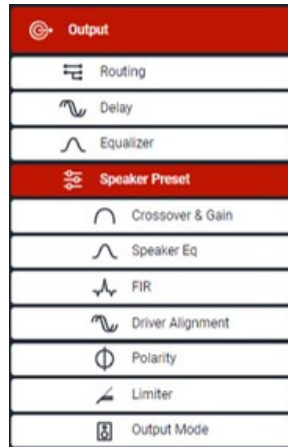 Output
Routing
Delay
Equalizer
Speaker Preset
Crossover & Gain
Speaker Eq
FIR
Driver Alignment
Polarity
Limiter
Output Mode